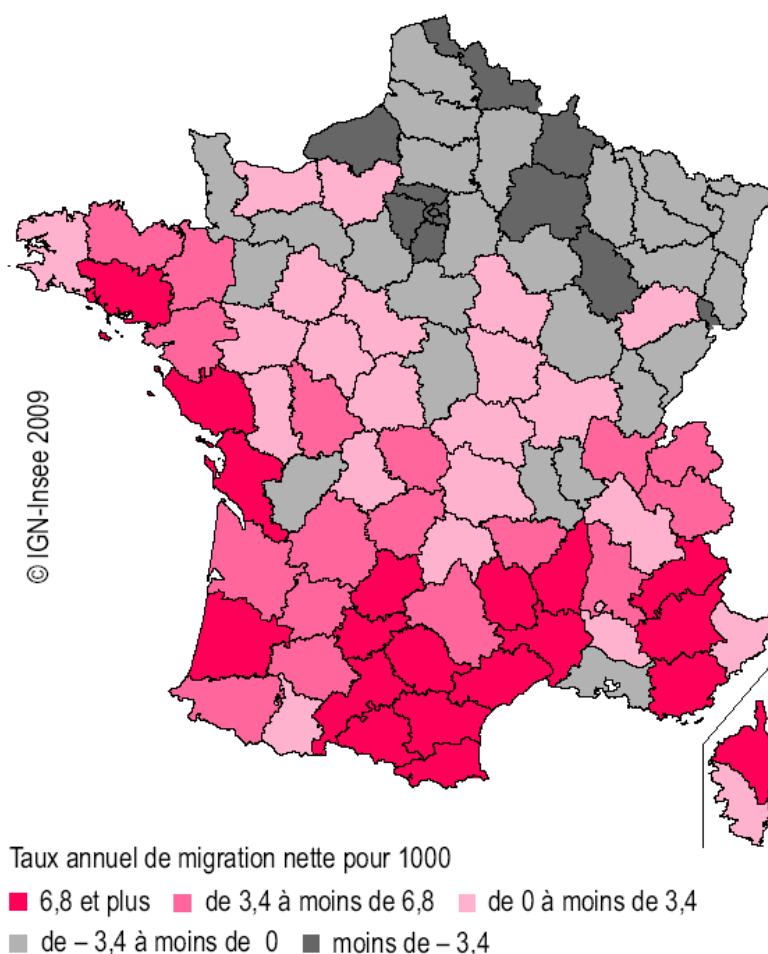 © IGN-Insee 2009
Taux annuel de migration nette pour 1000
6,8 et plus de 3,4 à moins de 6,8 de 0 à moins de 3,4
de – 3,4 à moins de 0 moins de – 3,4